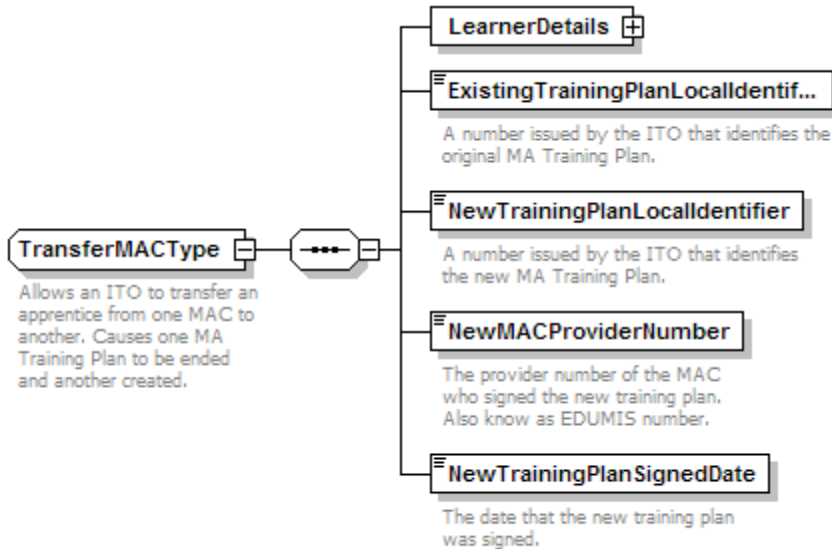 LearnerDetails
ExistingTrainingPlanLocalIdentif...
A number issued by the ITO that identifies the
original MA Training Plan.
NewTrainingPlanLocalIdentifier
A number issued by the ITO that identifies
the new MA Training Plan.
TransferMACType
Allows an ITO to transfer an
apprentice from one MAC to
another. Causes one MA
Training Plan to be ended
and another created.
NewMACProviderNumber
The provider number of the MAC
who signed the new training plan.
Also know as EDUMIS number.
NewTrainingPlanSignedDate
The date that the new training plan
was signed.